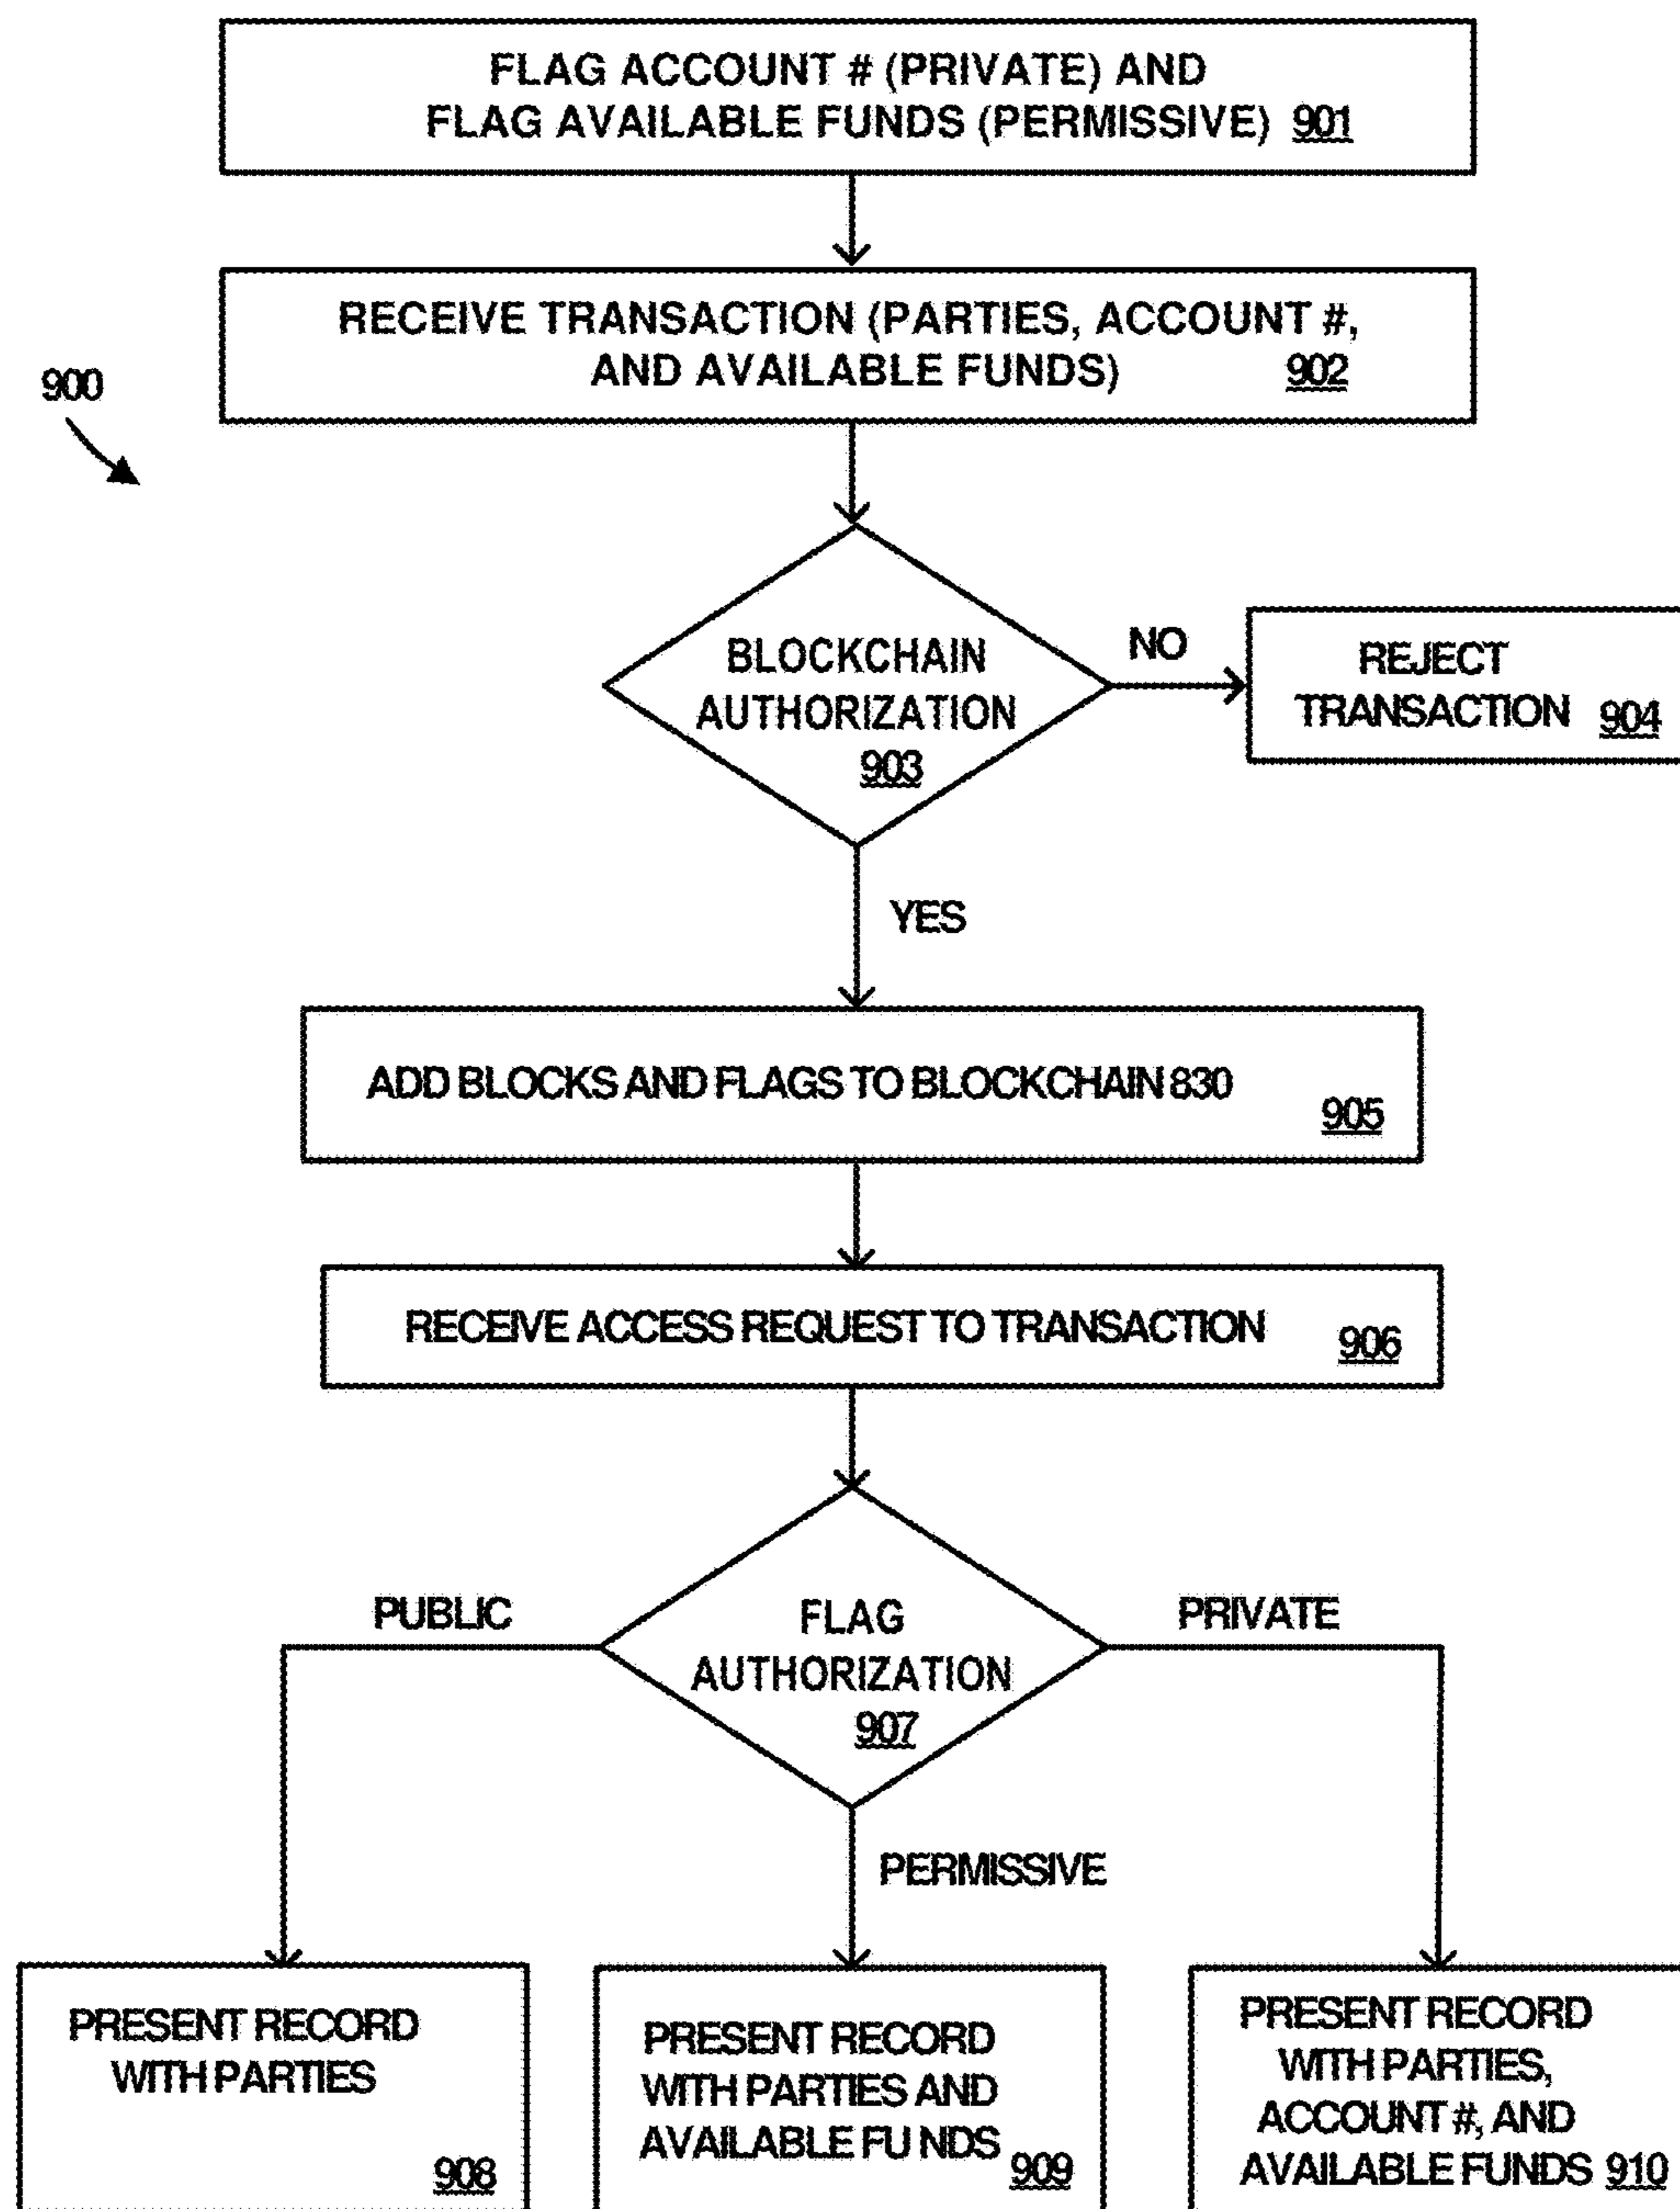 FLAG ACCOUNT # (PRIVATE) AND
FLAG AVAILABLE FUNDS (PERMISSIVE) 901
RECEIVE TRANSACTION (PARTIES, ACCOUNT #,
AND AVAILABLE FUNDS) 902
900
BLOCKCHAIN
AUTHORIZATION
903
NO
REJECT
TRANSACTION 904
YES
ADD BLOCKS AND FLAGS TO BLOCKCHAIN 830
905
RECEIVE ACCESS REQUEST TO TRANSACTION
906
PUBLIC
FLAG
AUTHORIZATION
907
PRIVATE
PERMISSIVE
PRESENT RECORD
WITH PARTIES
908
PRESENT RECORD
WITH PARTIES AND
AVAILABLE FU NDS 909
PRESENT RECORD
WITH PARTIES,
ACCOUNT #, AND
AVAILABLE FUNDS 910